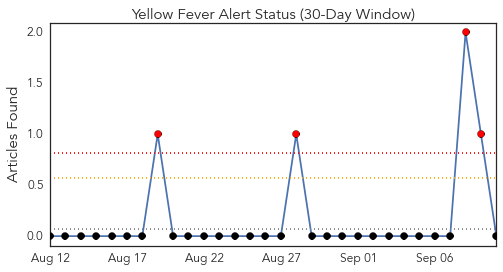 Yellow Fever Alert Status (30-Day Window)
Articles Found
2.0
1.5
1.0
0.5
0.0
Aug 12
Aug 17
Aug 22
Aug 27
Sep 01
Sep 06